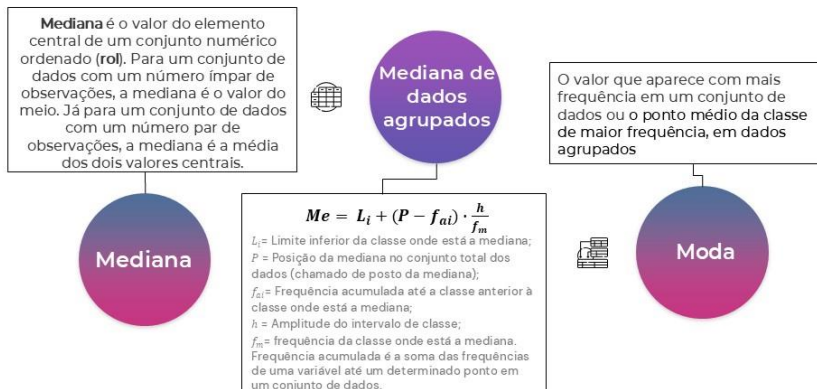 Mediana é o valor do elemento
central de um conjunto numérico
ordenado (rol). Para um conjunto de
dados com um número ímpar de
observações, a mediana é o valor do
meio. Já para um conjunto de dados
com um número par de
observações, a mediana é a média
dos dois valores centrais.
Mediana
Mediana de
dados
agrupados
Me = Lᵢ + (P − fₐᵢ) · h/fₘ
Lᵢ= Limite inferior da classe onde está a mediana;
P = Posição da mediana no conjunto total dos
dados (chamado de posto da mediana);
fₐᵢ= Frequência acumulada até a classe anterior à
classe onde está a mediana;
h = Amplitude do intervalo de classe;
fₘ= frequência da classe onde está a mediana.
Frequência acumulada é a soma das frequências
de uma variável até um determinado ponto em
um conjunto de dados.
O valor que aparece com mais
frequência em um conjunto de
dados ou o ponto médio da classe
de maior frequência, em dados
agrupados
Moda